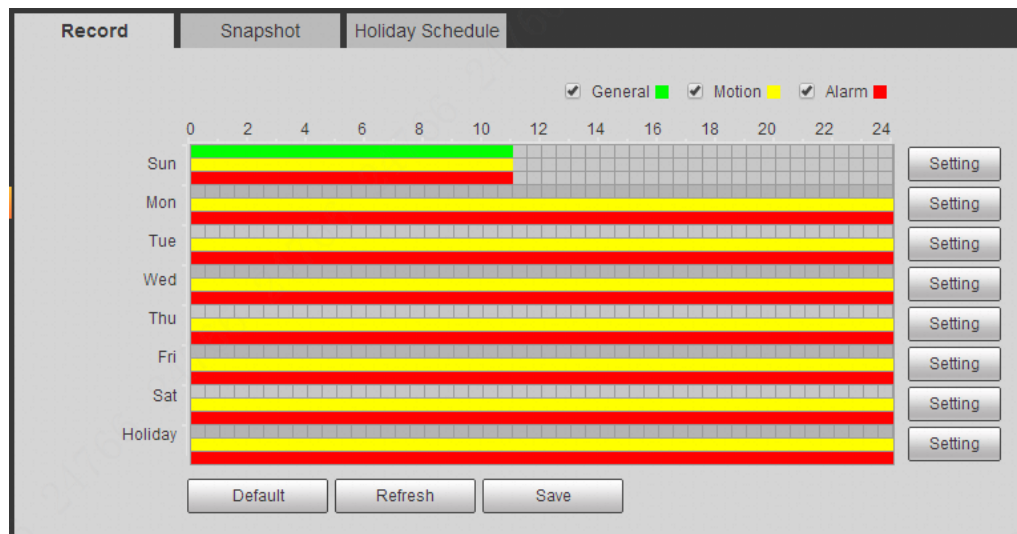 Record Snapshot Holiday Schedule
General Motion Alarm
0 2 4 6 8 10 12 14 16 18 20 22 24
Sun Setting
Mon Setting
Tue Setting
Wed Setting
Thu Setting
Fri Setting
Sat Setting
Holiday Setting
Default Refresh Save